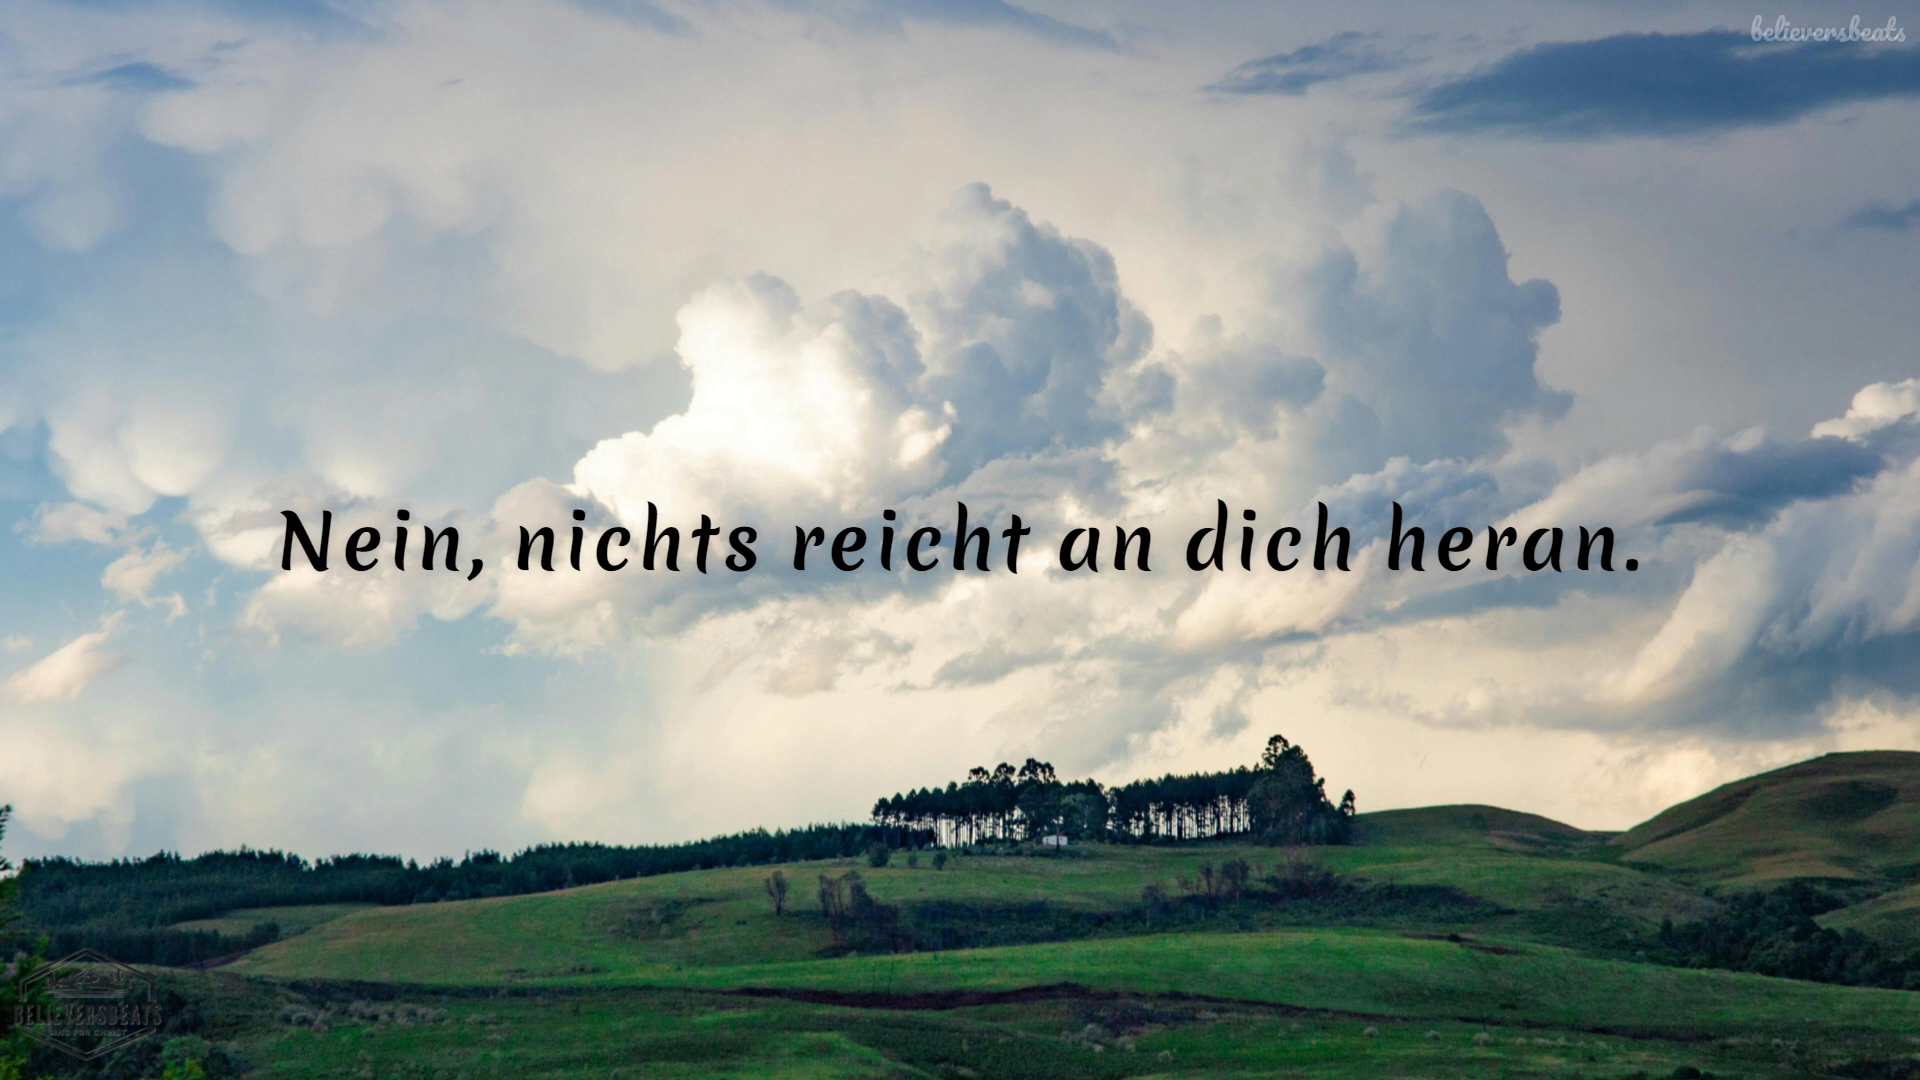 believersbeats
Nein, nichts reicht an dich heran.
BELIEVERSBEATS